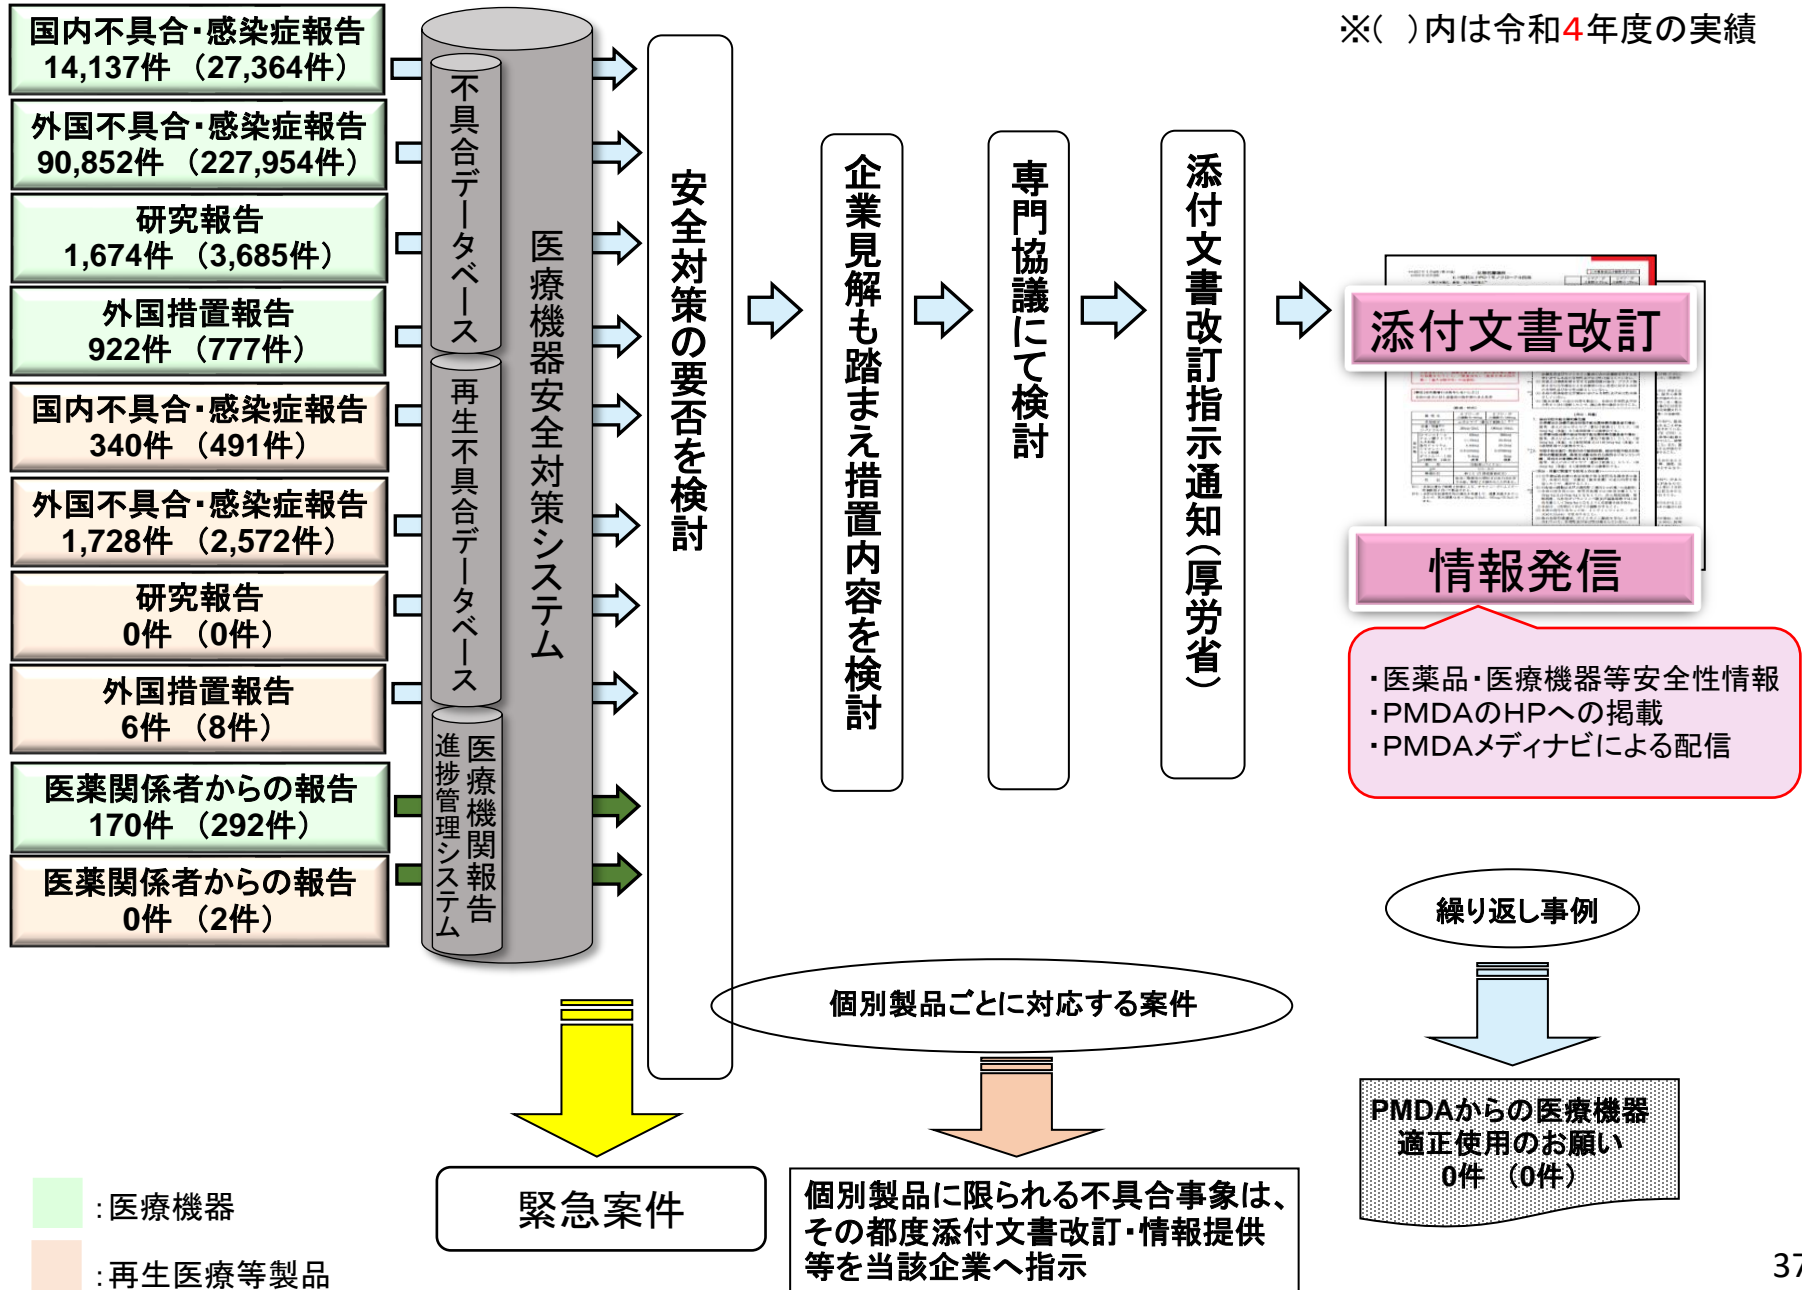 ※( )内は令和4年度の実績
国内不具合・感染症報告
14,137件 (27,364件)
外国不具合・感染症報告
90,852件 (227,954件)
研究報告
1,674件 (3,685件)
外国措置報告
922件 (777件)
国内不具合・感染症報告
340件 (491件)
外国不具合・感染症報告
1,728件 (2,572件)
研究報告
0件 (0件)
外国措置報告
6件 (8件)
医薬関係者からの報告
170件 (292件)
医薬関係者からの報告
0件 (2件)
不具合データベース
再生不具合データベース
医療機関報告
進捗管理システム
医療機器安全対策システム
安全対策の要否を検討
企業見解も踏まえ措置内容を検討
専門協議にて検討
添付文書改訂指示通知(厚労省)
添付文書改訂
情報発信
・医薬品・医療機器等安全性情報
・PMDAのHPへの掲載
・PMDAメディナビによる配信
繰り返し事例
個別製品ごとに対応する案件
PMDAからの医療機器
適正使用のお願い
0件 (0件)
緊急案件
個別製品に限られる不具合事象は、
その都度添付文書改訂・情報提供
等を当該企業へ指示
:医療機器
:再生医療等製品
37